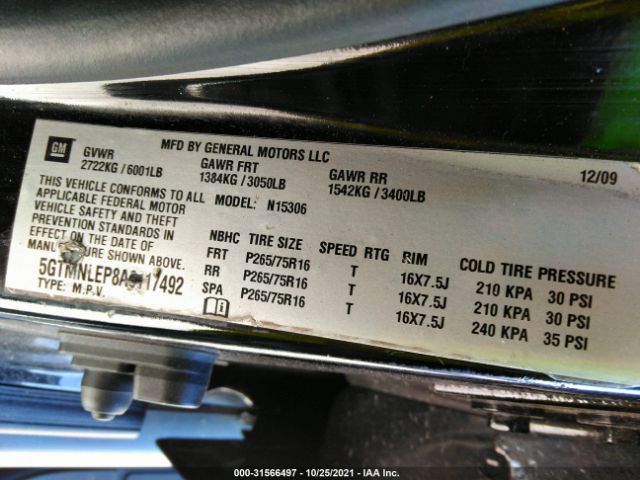 GM
MFD BY GENERAL MOTORS LLC
12/09
GVWR
2722KG / 6001LB
GAWR FRT
1384KG / 3050LB
GAWR RR
1542KG / 3400LB
THIS VEHICLE CONFORMS TO ALL
APPLICABLE FEDERAL MOTOR
VEHICLE SAFETY AND THEFT
PREVENTION STANDARDS IN
EFFECT ON THE DATE OF
MANUFACTURE SHOWN ABOVE.
TYPE: M.P.V.
MODEL: N15306
NBHC TIRE SIZE SPEED RTG RIM COLD TIRE PRESSURE
FRT P265/75R16 T 16X7.5J 210 KPA 30 PSI
RR P265/75R16 T 16X7.5J 210 KPA 30 PSI
SPA P265/75R16 T 16X7.5J 240 KPA 35 PSI
000-31566497 - 10/25/2021 - IAA Inc.